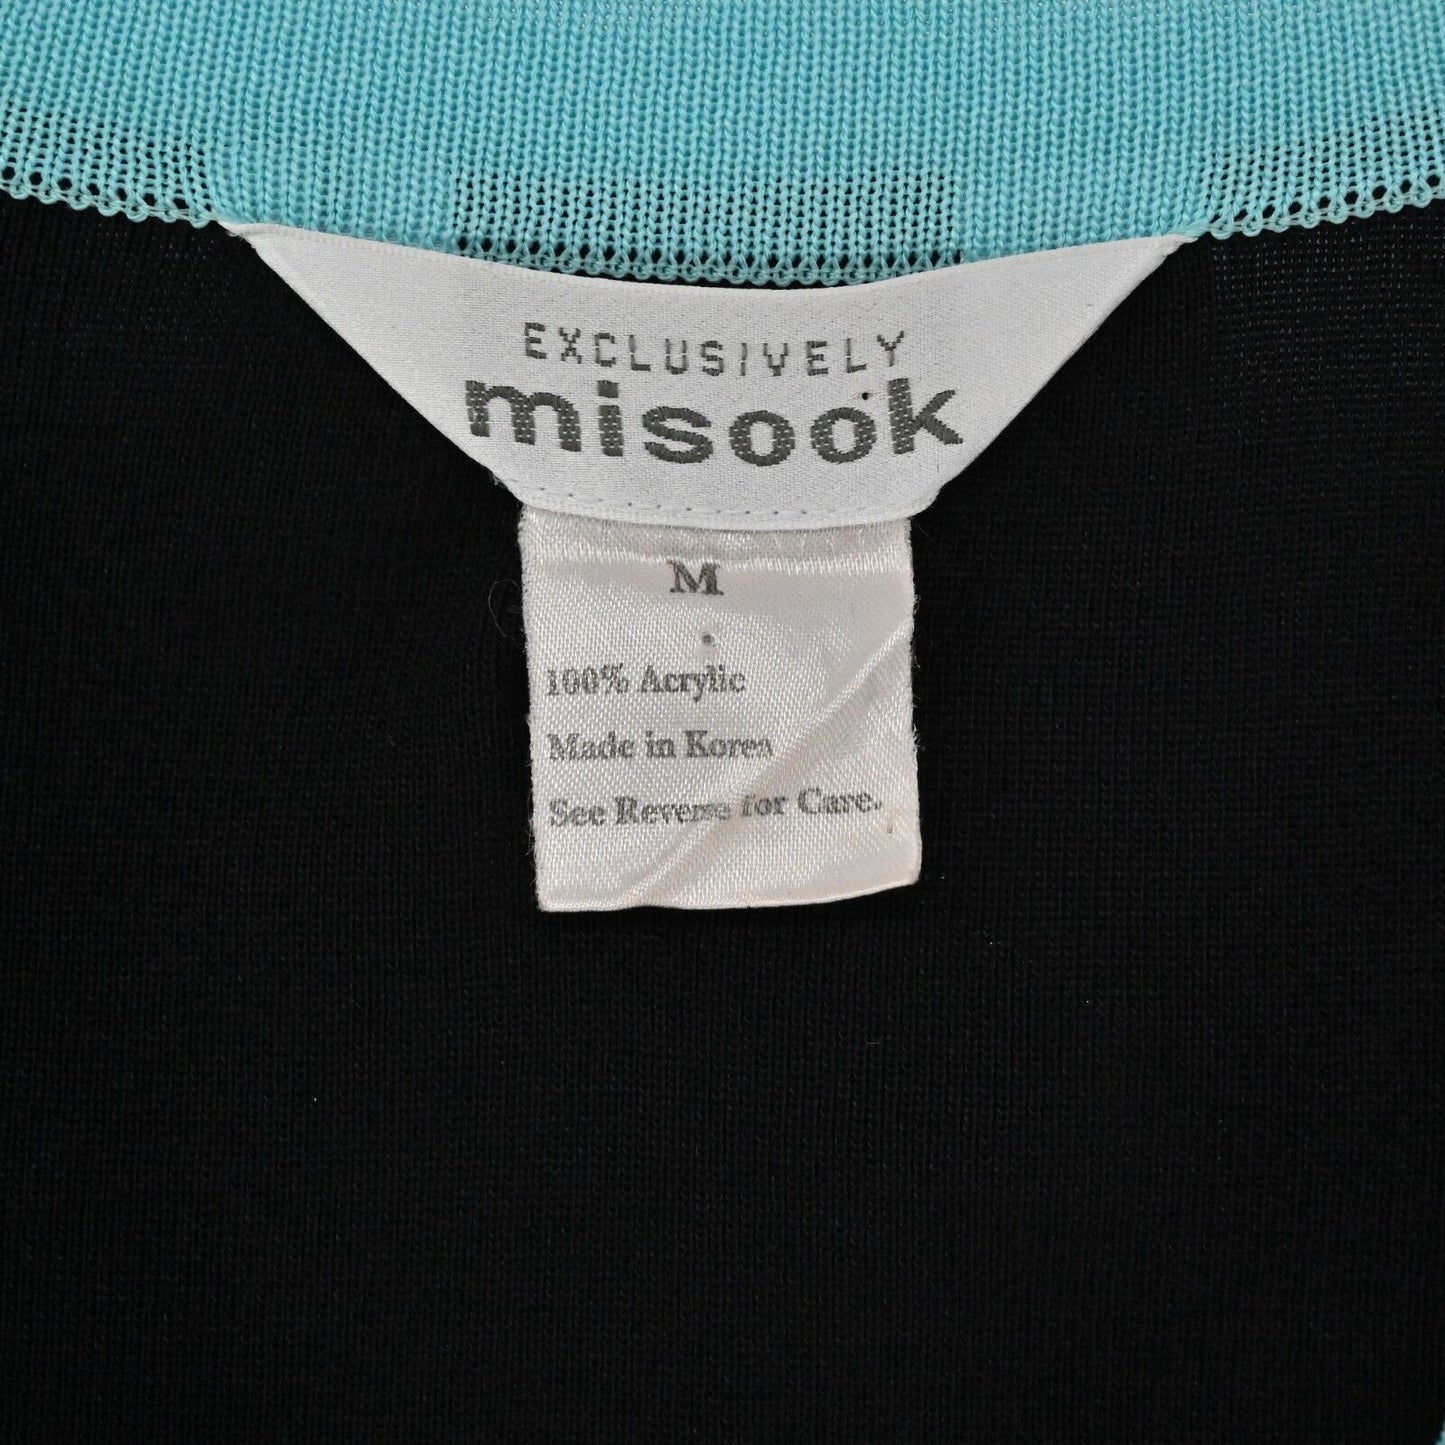 EXCLUSIVELY
misook
M
100% Acrylic
Made in Korea
See Reverse for Care.